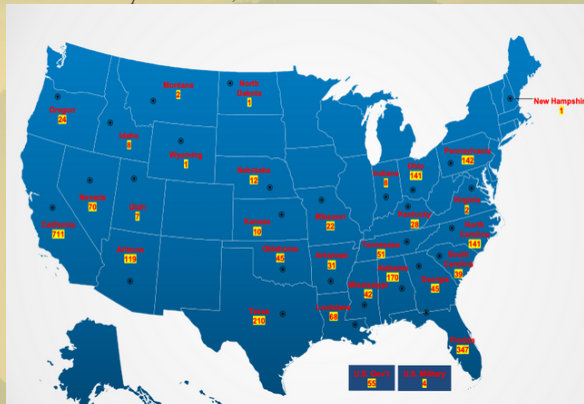 Montana
2
North
Dakota
1
Oregon
24
New Hampshire
1
Idaho
8
Wyoming
1
Pennsylvania
142
Nebraska
12
Indiana
8
Ohio
141
Nevada
70
Utah
7
Virginia
2
California
711
Kansas
10
Missouri
22
Kentucky
28
North
Carolina
141
Arizona
119
Oklahoma
45
Arkansas
31
Tennessee
51
South
Carolina
39
Alabama
170
Georgia
45
Mississippi
42
Texas
210
Louisiana
68
Florida
347
U.S. Gov't
55
U.S. Military
4